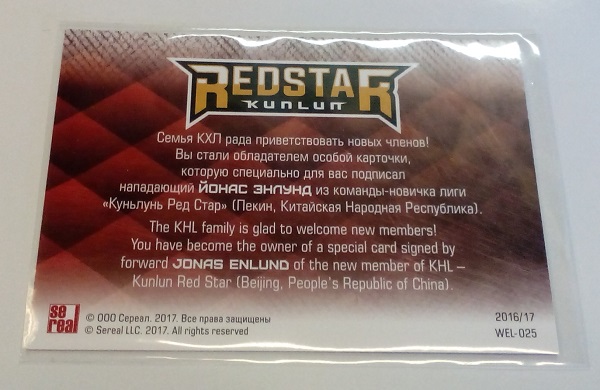 REDSTAR
KUNLUN
Семья КХЛ рада приветствовать новых членов!
Вы стали обладателем особой карточки,
которую специально для вас подписал
нападающий ЙОНАС ЭНЛУНД из команды-новичка лиги
«Куньлунь Ред Стар» (Пекин, Китайская Народная Республика).
The KHL family is glad to welcome new members!
You have become the owner of a special card signed by
forward JONAS ENLUND of the new member of KHL –
Kunlun Red Star (Beijing, People's Republic of China).
se
real
© ООО Сереал. 2017. Все права защищены
© Sereal LLC. 2017. All rights reserved
2016/17
WEL-025